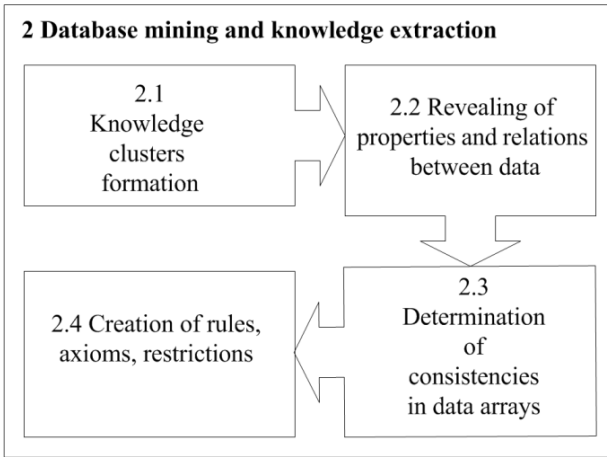 2 Database mining and knowledge extraction
2.1
Knowledge
clusters
formation
2.2 Revealing of
properties and relations
between data
2.3
Determination
of
consistencies
in data arrays
2.4 Creation of rules,
axioms, restrictions